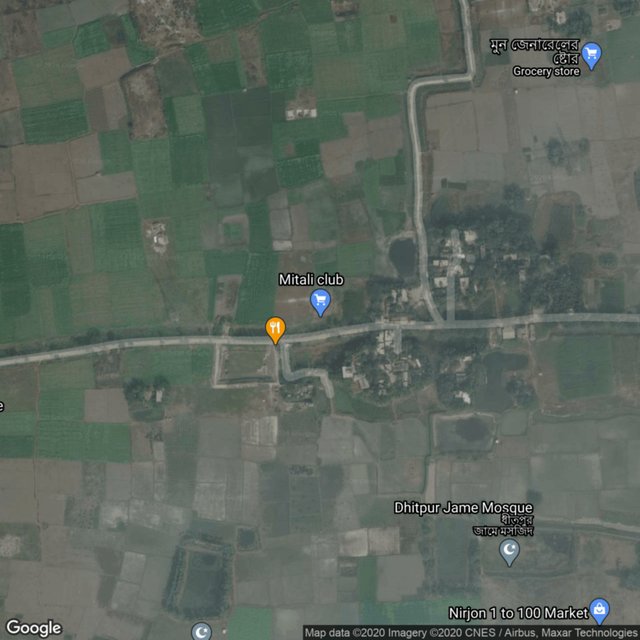 মুন জেনারেলের
ষ্টোর
Grocery store
Mitali club
e
Dhitpur Jame Mosque
ধীতপুর
জামে মসজিদ
Nirjon 1 to 100 Market
Google
Map data ©2020 Imagery ©2020 CNES / Airbus, Maxar Technologies